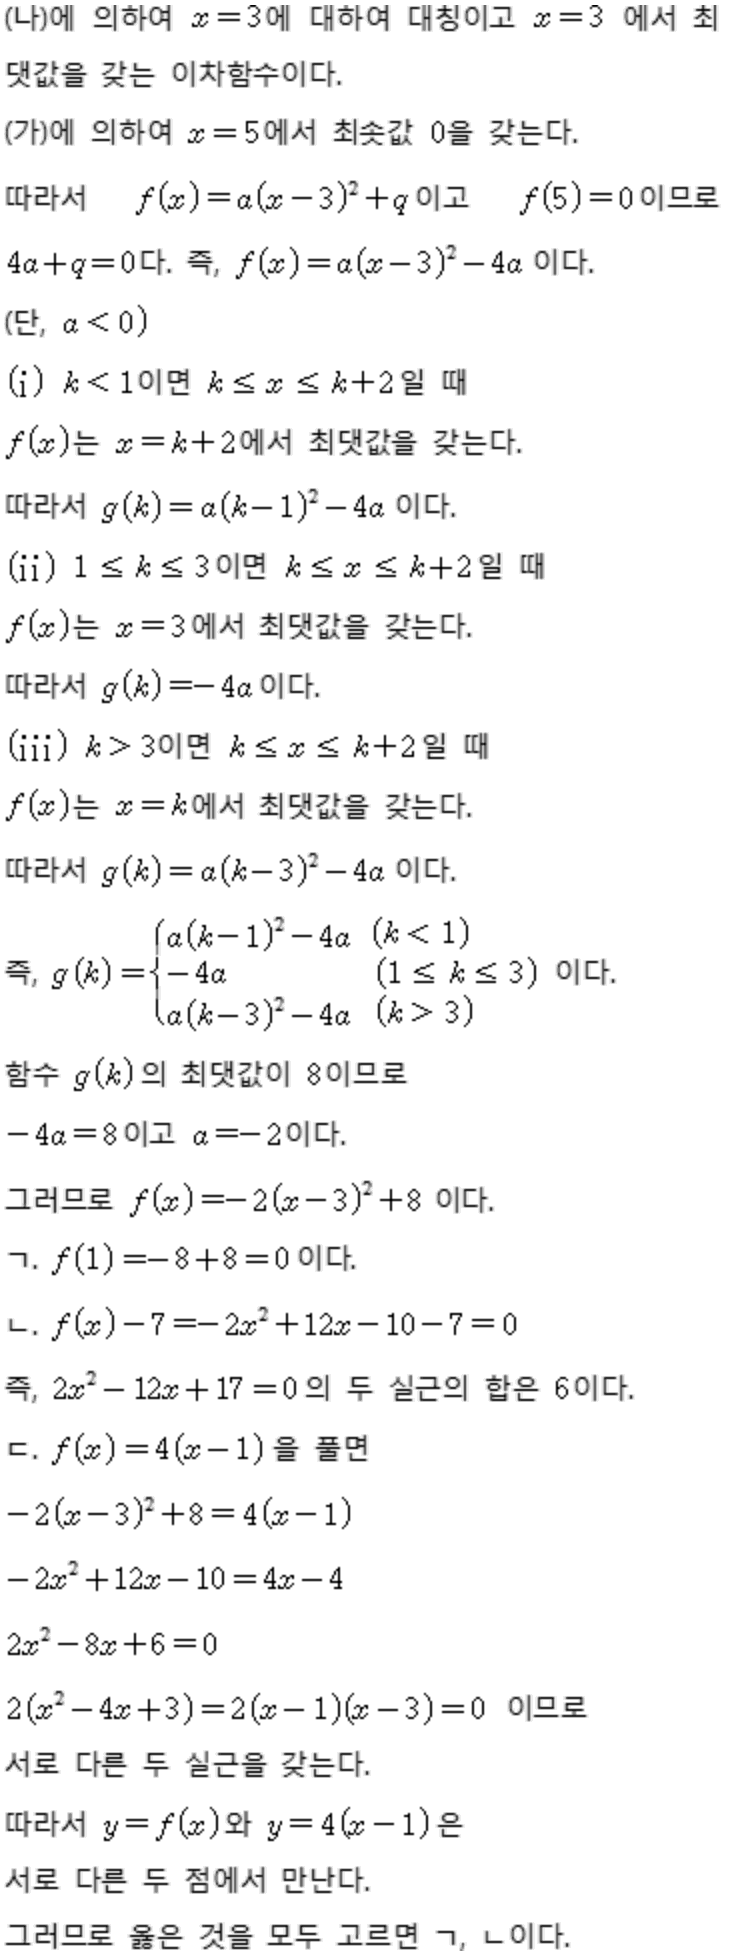 (나)에 의하여 x=3에 대하여 대칭이고 x=3 에서 최
댓값을 갖는 이차함수이다.
(가)에 의하여 x=5에서 최솟값 0을 갖는다.
따라서 f(x)=a(x-3)²+q이고 f(5)=0이므로
4a+q=0다. 즉, f(x)=a(x-3)²-4a 이다.
(단, a<0)
(i) k<1이면 k≤x≤k+2일 때
f(x)는 x=k+2에서 최댓값을 갖는다.
따라서 g(k)=a(k-1)²-4a 이다.
(ii) 1≤k≤3이면 k≤x≤k+2일 때
f(x)는 x=3에서 최댓값을 갖는다.
따라서 g(k)=-4a이다.
(iii) k>3이면 k≤x≤k+2일 때
f(x)는 x=k에서 최댓값을 갖는다.
따라서 g(k)=a(k-3)²-4a 이다.
즉, g(k)={a(k-1)²-4a (k<1)
-4a (1≤k≤3) 이다.
a(k-3)²-4a (k>3)
함수 g(k)의 최댓값이 8이므로
-4a=8이고 a=-2이다.
그러므로 f(x)=-2(x-3)²+8 이다.
ㄱ. f(1)=-8+8=0이다.
ㄴ. f(x)-7=-2x²+12x-10-7=0
즉, 2x²-12x+17=0의 두 실근의 합은 6이다.
ㄷ. f(x)=4(x-1)을 풀면
-2(x-3)²+8=4(x-1)
-2x²+12x-10=4x-4
2x²-8x+6=0
2(x²-4x+3)=2(x-1)(x-3)=0 이므로
서로 다른 두 실근을 갖는다.
따라서 y=f(x)와 y=4(x-1)은
서로 다른 두 점에서 만난다.
그러므로 옳은 것을 모두 고르면 ㄱ, ㄴ이다.